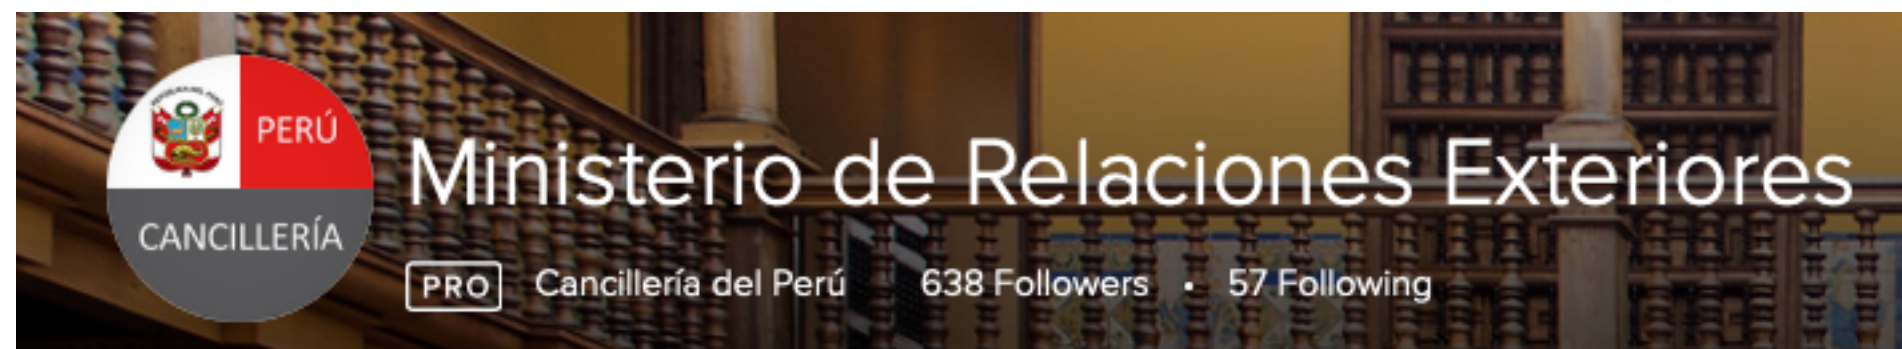 PERÚ
CANCILLERÍA
Ministerio de Relaciones Exteriores
PRO Cancillería del Perú 638 Followers • 57 Following